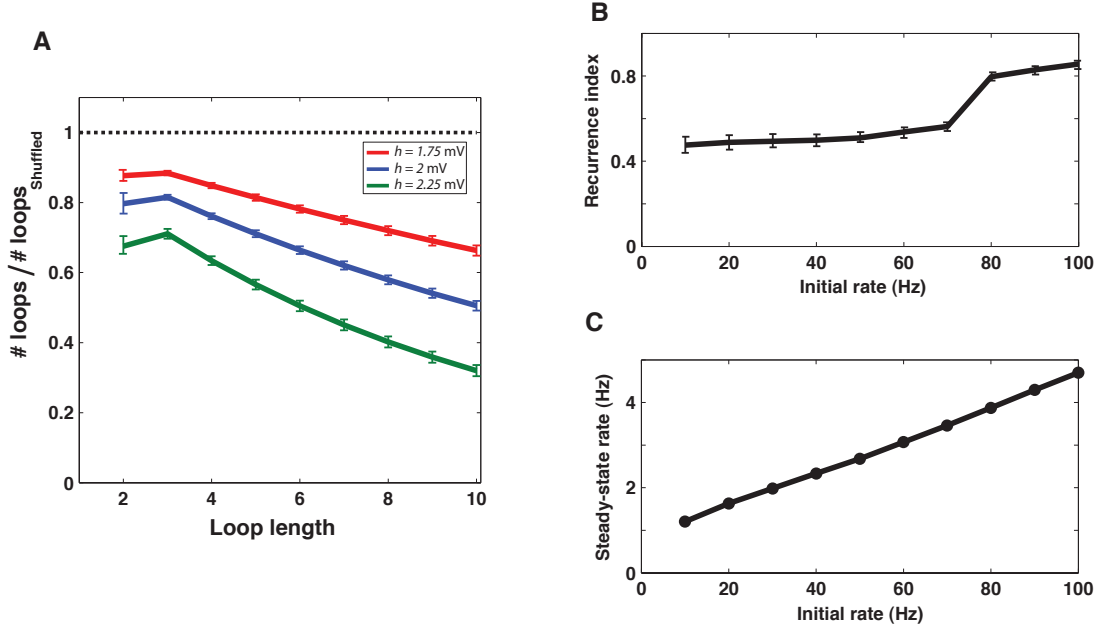 A
# loops / # loops Shuffled
1
0.8
0.6
0.4
0.2
0
2
4
6
8
10
Loop length
h = 1.75 mV
h = 2 mV
h = 2.25 mV
B
Recurrence index
0.8
0.4
0
0
20
40
60
80
100
Initial rate (Hz)
C
Steady-state rate (Hz)
4
2
0
0
20
40
60
80
100
Initial rate (Hz)